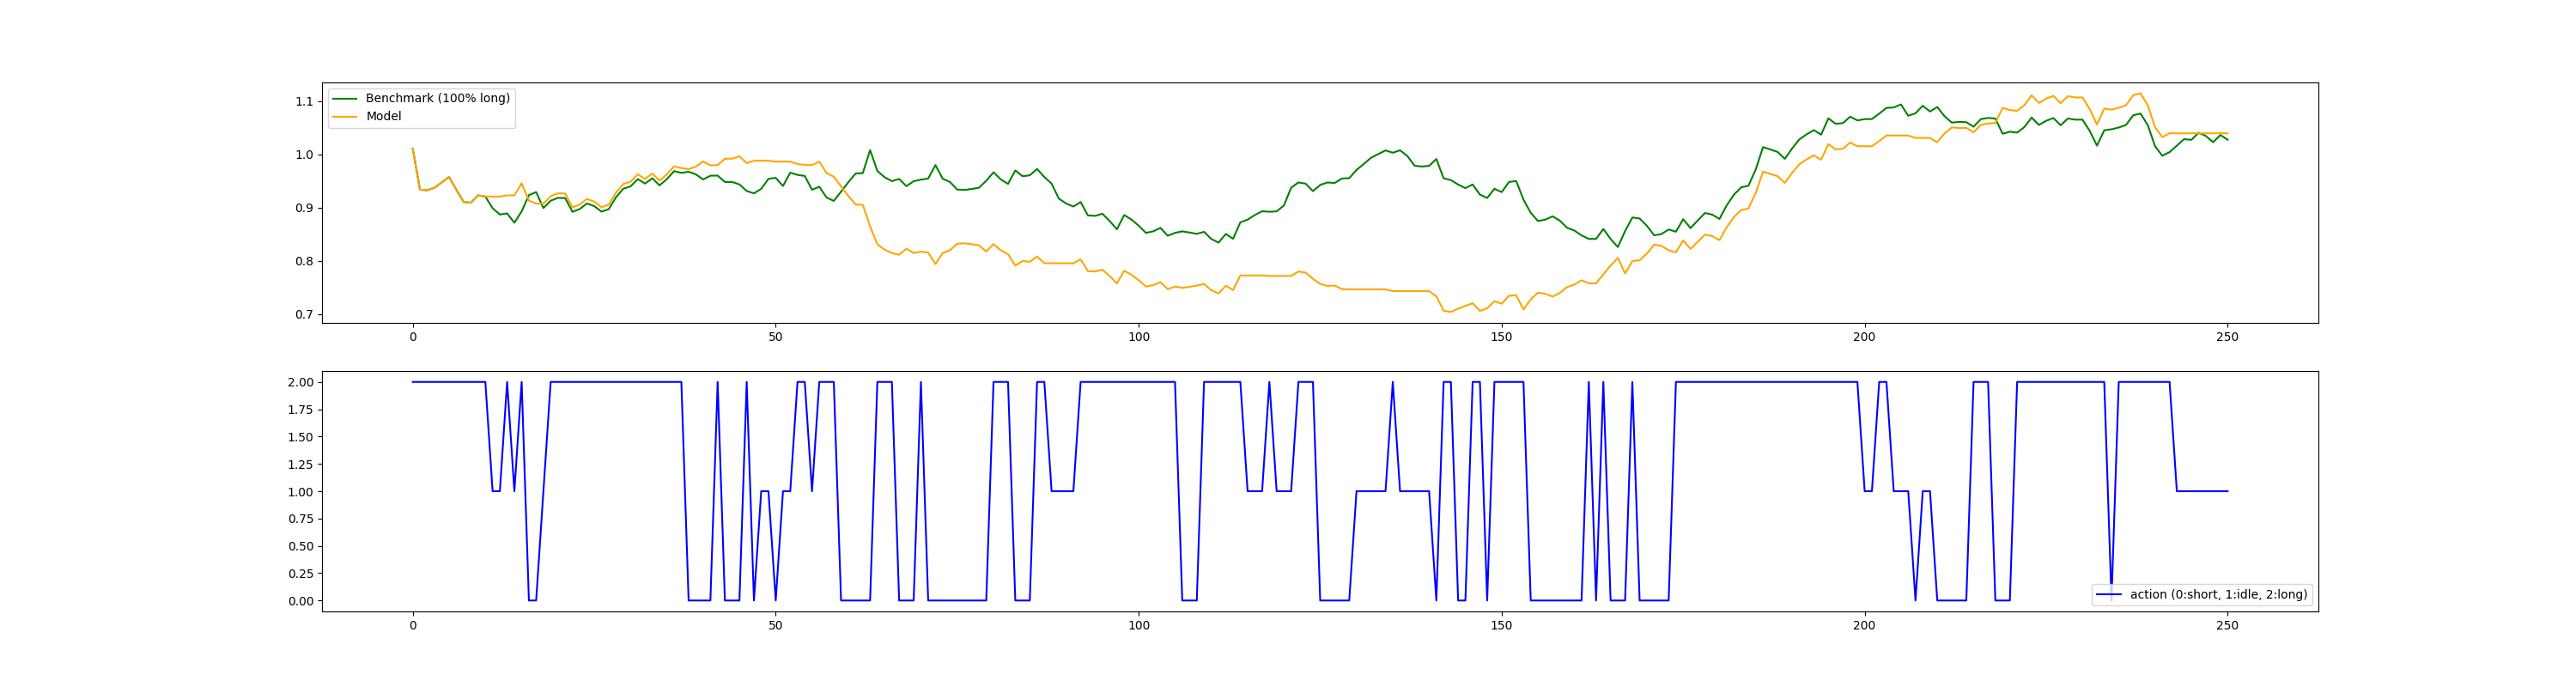 1.1
1.0
0.9
0.8
0.7
Benchmark (100% long)
Model
0 50 100 150 200 250
2.00
1.75
1.50
1.25
1.00
0.75
0.50
0.25
0.00
action (0:short, 1:idle, 2:long)
0 50 100 150 200 250